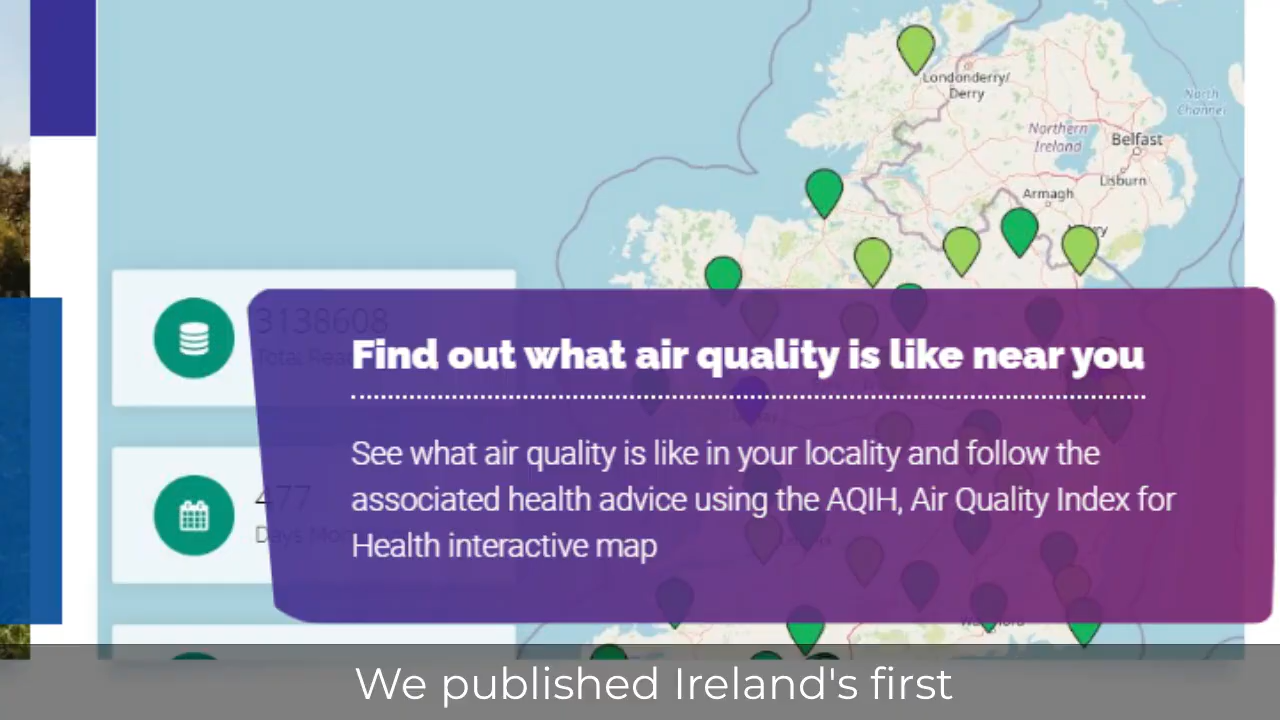 Londonderry/
Derry
North
Channel
Northern
Ireland
Belfast
Lisburn
Armagh
3138608
Find out what air quality is like near you
See what air quality is like in your locality and follow the
associated health advice using the AQIH, Air Quality Index for
Health interactive map
477
We published Ireland's first